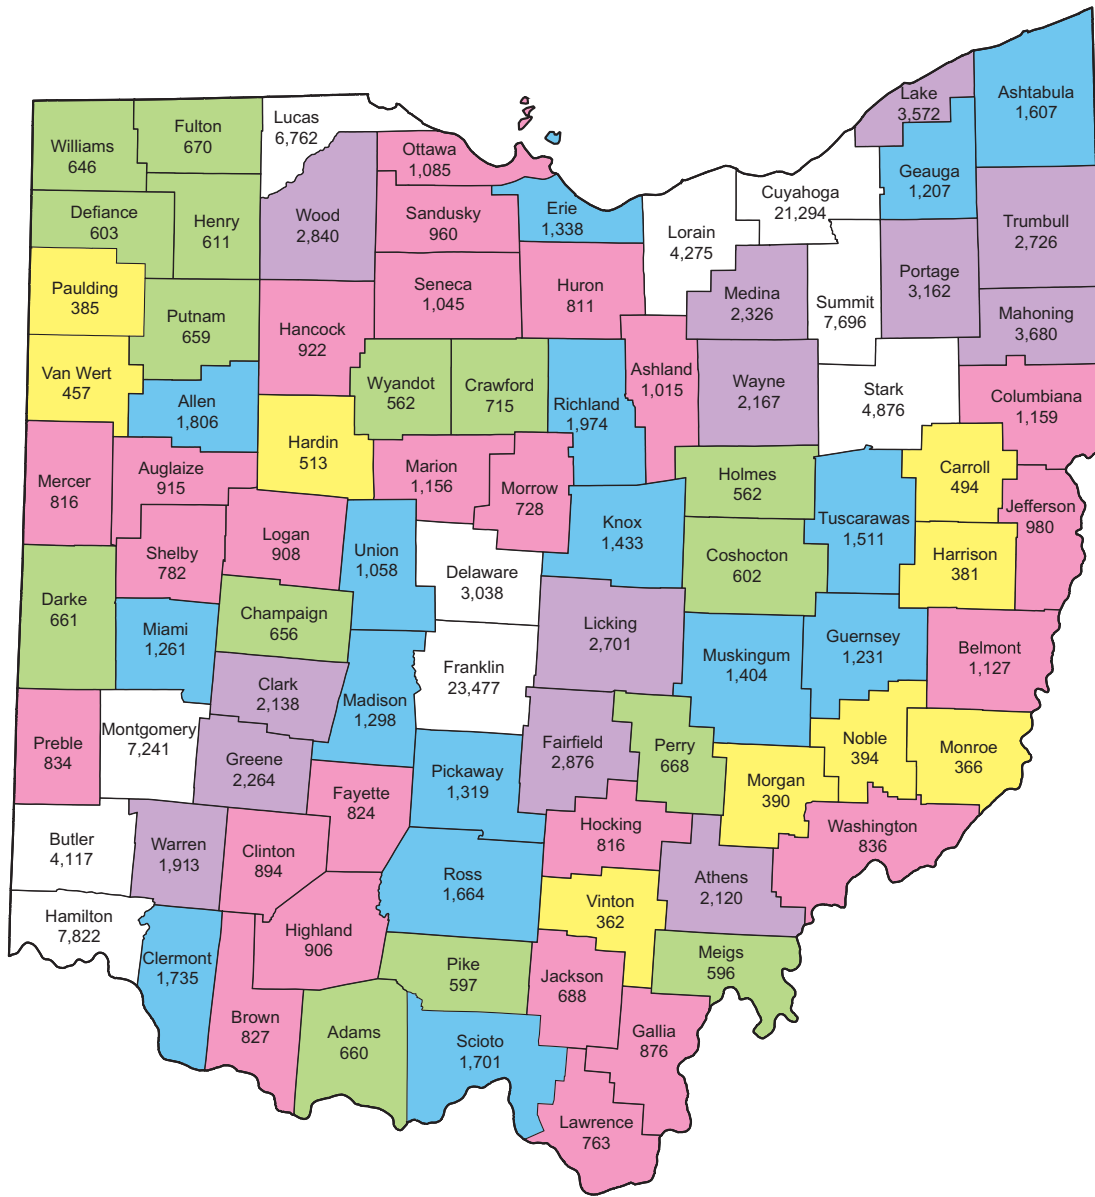 Lake
3,572
Ashtabula
1,607
Lucas
6,762
Fulton
670
Williams
646
Ottawa
1,085
Geauga
1,207
Cuyahoga
21,294
Defiance
603
Henry
611
Wood
2,840
Sandusky
960
Erie
1,338
Lorain
4,275
Trumbull
2,726
Paulding
385
Putnam
659
Hancock
922
Seneca
1,045
Huron
811
Medina
2,326
Summit
7,696
Portage
3,162
Mahoning
3,680
Van Wert
457
Allen
1,806
Wyandot
562
Crawford
715
Richland
1,974
Ashland
1,015
Wayne
2,167
Stark
4,876
Columbiana
1,159
Hardin
513
Mercer
816
Auglaize
915
Marion
1,156
Morrow
728
Holmes
562
Carroll
494
Jefferson
980
Tuscarawas
1,511
Knox
1,433
Logan
908
Union
1,058
Shelby
782
Delaware
3,038
Coshocton
602
Harrison
381
Darke
661
Miami
1,261
Champaign
656
Licking
2,701
Guernsey
1,231
Belmont
1,127
Muskingum
1,404
Franklin
23,477
Clark
2,138
Madison
1,298
Montgomery
7,241
Preble
834
Greene
2,264
Fairfield
2,876
Perry
668
Noble
394
Monroe
366
Pickaway
1,319
Morgan
390
Fayette
824
Hocking
816
Washington
836
Butler
4,117
Warren
1,913
Clinton
894
Ross
1,664
Athens
2,120
Vinton
362
Hamilton
7,822
Highland
906
Clermont
1,735
Pike
597
Jackson
688
Meigs
596
Brown
827
Adams
660
Scioto
1,701
Gallia
876
Lawrence
763